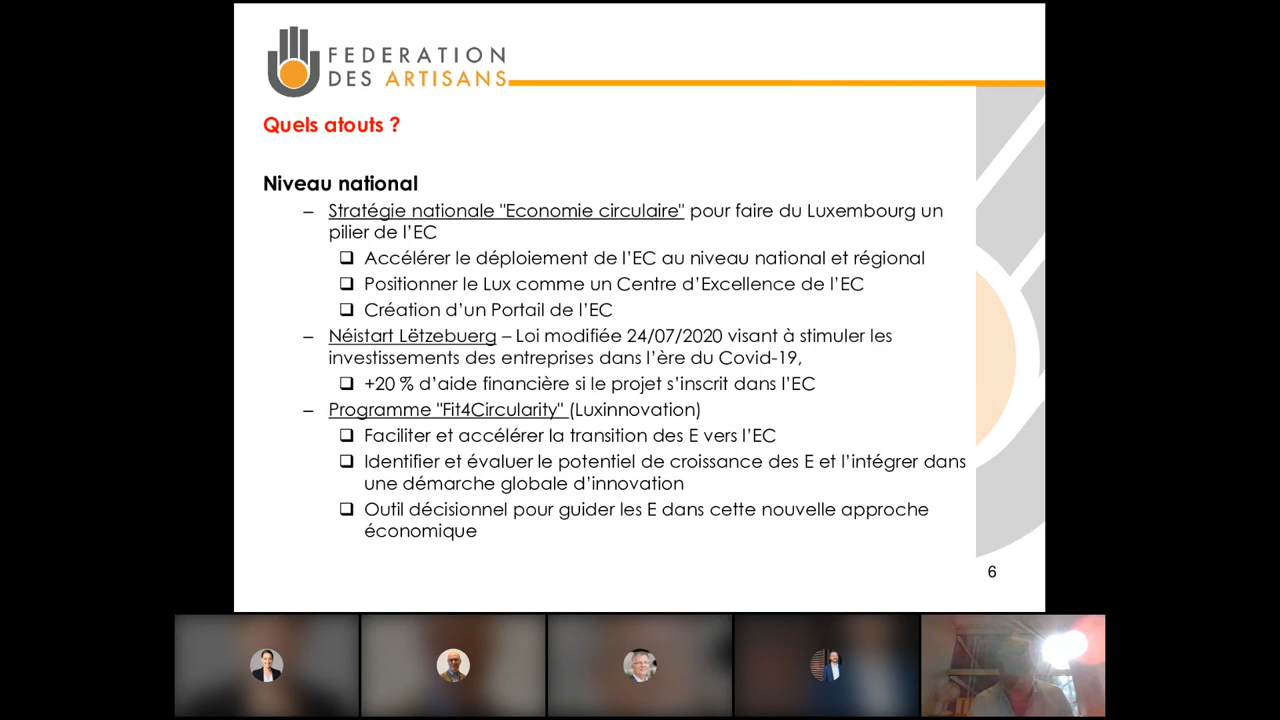 FEDERATION
DES ARTISANS
Quels atouts ?
Niveau national
– Stratégie nationale "Economie circulaire" pour faire du Luxembourg un
pilier de l’EC
❑ Accélérer le déploiement de l’EC au niveau national et régional
❑ Positionner le Lux comme un Centre d’Excellence de l’EC
❑ Création d’un Portail de l’EC
– Néistart Lëtzebuerg – Loi modifiée 24/07/2020 visant à stimuler les
investissements des entreprises dans l’ère du Covid-19,
❑ +20 % d’aide financière si le projet s’inscrit dans l’EC
– Programme "Fit4Circularity" (Luxinnovation)
❑ Faciliter et accélérer la transition des E vers l’EC
❑ Identifier et évaluer le potentiel de croissance des E et l’intégrer dans
une démarche globale d’innovation
❑ Outil décisionnel pour guider les E dans cette nouvelle approche
économique
6